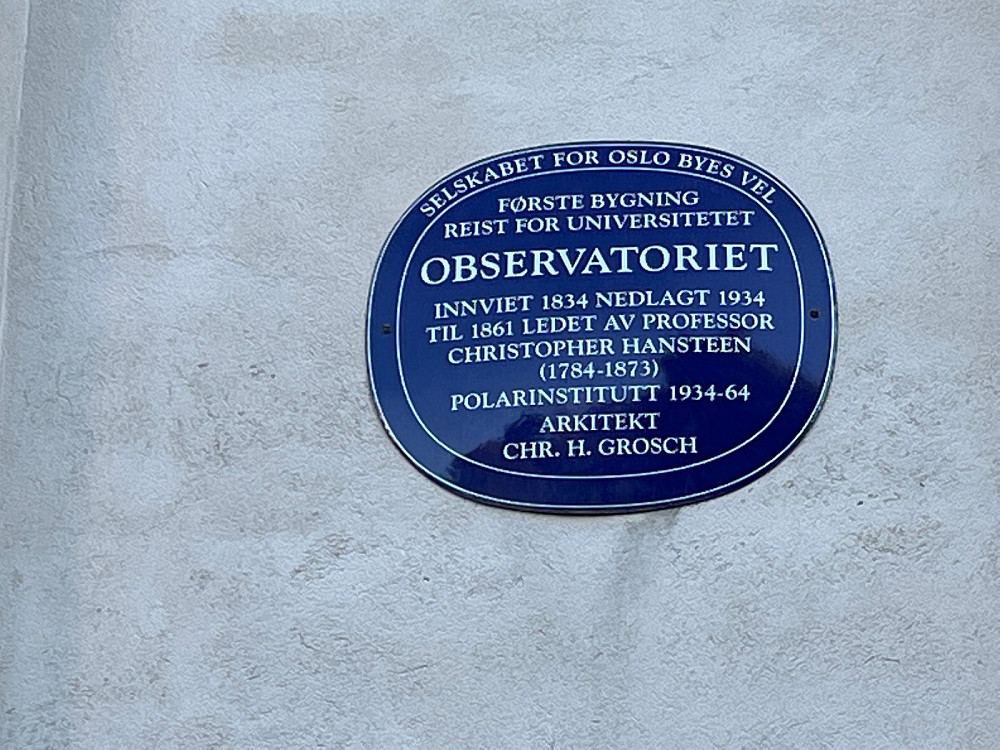 SELSKABET FOR OSLO BYES VEL
FØRSTE BYGNING
REIST FOR UNIVERSITETET
OBSERVATORIET
INNVIET 1834 NEDLAGT 1934
TIL 1861 LEDET AV PROFESSOR
CHRISTOPHER HANSTEEN
(1784-1873)
POLARINSTITUTT 1934-64
ARKITEKT
CHR. H. GROSCH